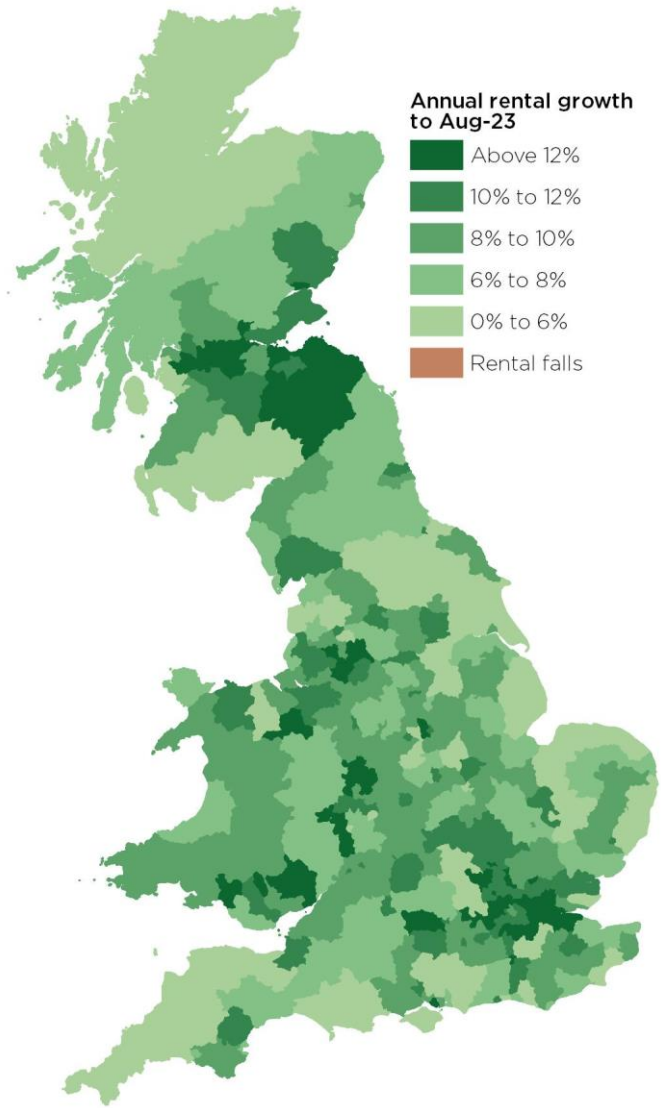 Annual rental growth
to Aug-23
Above 12%
10% to 12%
8% to 10%
6% to 8%
0% to 6%
Rental falls